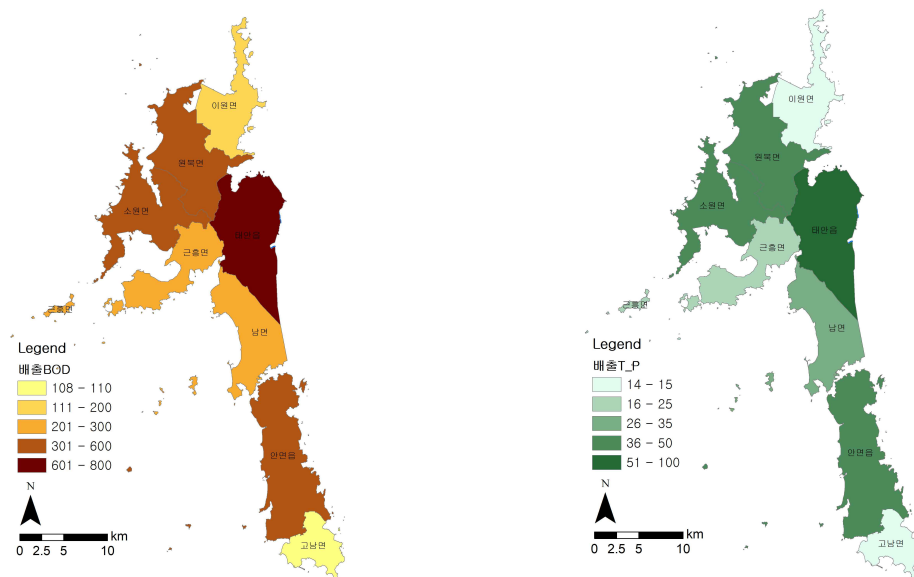 이원면
원북면
소원면
태안읍
근흥면
근흥면
남면
안면읍
고남면
Legend
배출BOD
108 - 110
111 - 200
201 - 300
301 - 600
601 - 800
N
0 2.5 5 10 km
이원면
원북면
소원면
태안읍
근흥면
근흥면
남면
안면읍
고남면
Legend
배출T_P
14 - 15
16 - 25
26 - 35
36 - 50
51 - 100
N
0 2.5 5 10 km